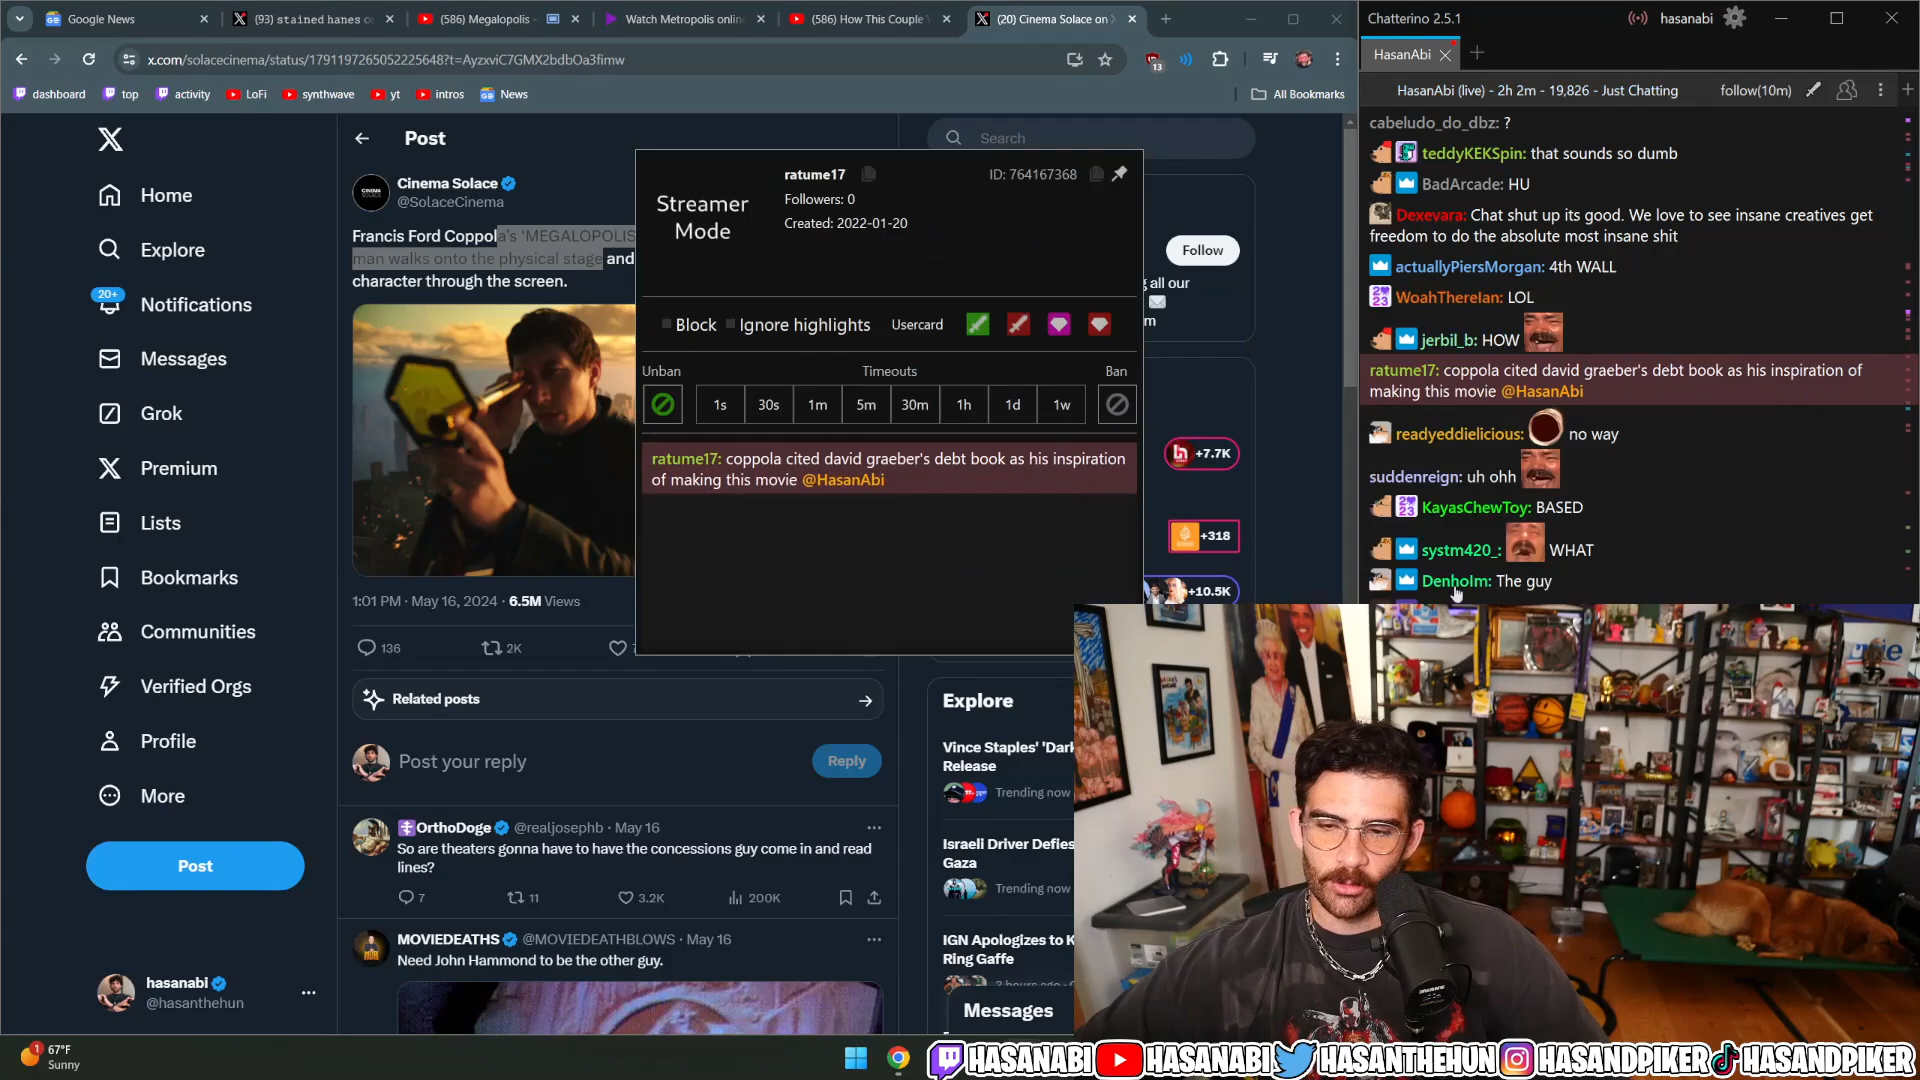 Google News
(93) stained hanes o
(586) Megalopolis -
Watch Metropolis onlin
(586) How This Couple
(20) Cinema Solace on
x.com/solacecinema/status/1791197265052225648?t=AyzxviC7GMX2bdbOa3fimw
13
dashboard
top
activity
LoFi
synthwave
yt
intros
News
All Bookmarks
Home
Explore
20+
Notifications
Messages
Grok
Premium
Lists
Bookmarks
Communities
Verified Orgs
Profile
More
Post
hasanabi
@hasanthehun
Post
CINEMA
SOLACE
Cinema Solace
@SolaceCinema
Francis Ford Coppola's 'MEGALOPOLIS
man walks onto the physical stage and
character through the screen.
1:01 PM · May 16, 2024 · 6.5M Views
136
2K
Related posts
Post your reply
Reply
OrthoDoge @realjosephb · May 16
So are theaters gonna have to have the concessions guy come in and read
lines?
7
11
3.2K
200K
MOVIEDEATHS @MOVIEDEATHBLOWS · May 16
Need John Hammond to be the other guy.
Search
Follow
g all our
m
+7.7K
+318
+10.5K
Explore
Vince Staples' 'Dark
Release
Trending now
Israeli Driver Defies
Gaza
Trending now
IGN Apologizes to K
Ring Gaffe
Messages
Streamer
Mode
ratume17
ID: 764167368
Followers: 0
Created: 2022-01-20
Block
Ignore highlights
Usercard
Unban
Timeouts
Ban
1s
30s
1m
5m
30m
1h
1d
1w
ratume17: coppola cited david graeber's debt book as his inspiration
of making this movie @HasanAbi
Chatterino 2.5.1
hasanabi
HasanAbi
HasanAbi (live) - 2h 2m - 19,826 - Just Chatting
follow(10m)
cabeludo_do_dbz: ?
teddyKEKSpin: that sounds so dumb
BadArcade: HU
Dexevara: Chat shut up its good. We love to see insane creatives get
freedom to do the absolute most insane shit
actuallyPiersMorgan: 4th WALL
WoahThereIan: LOL
jerbil_b: HOW
ratume17: coppola cited david graeber's debt book as his inspiration of
making this movie @HasanAbi
readyeddielicious: no way
suddenreign: uh ohh
KayasChewToy: BASED
systm420_: WHAT
Denholm: The guy
1
67°F
Sunny
HASANABI
HASANABI
HASANTHEHUN
HASANDPIKER
HASANDPIKER